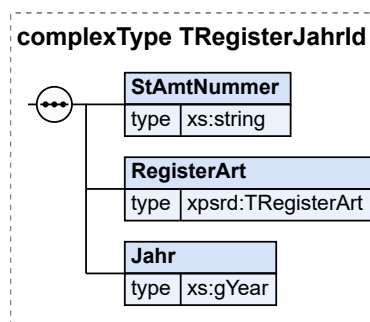 complexType TRegisterJahrId
StAmtNummer
type xs:string
RegisterArt
type xpsrd:TRegisterArt
Jahr
type xs:gYear